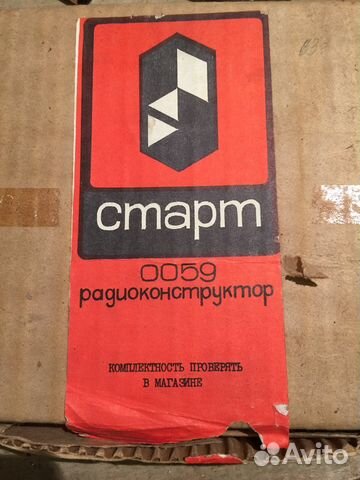 старт
0059
радиоконструктор
КОМПЛЕКТНОСТЬ ПРОВЕРЯТЬ
В МАГАЗИНЕ
Avito